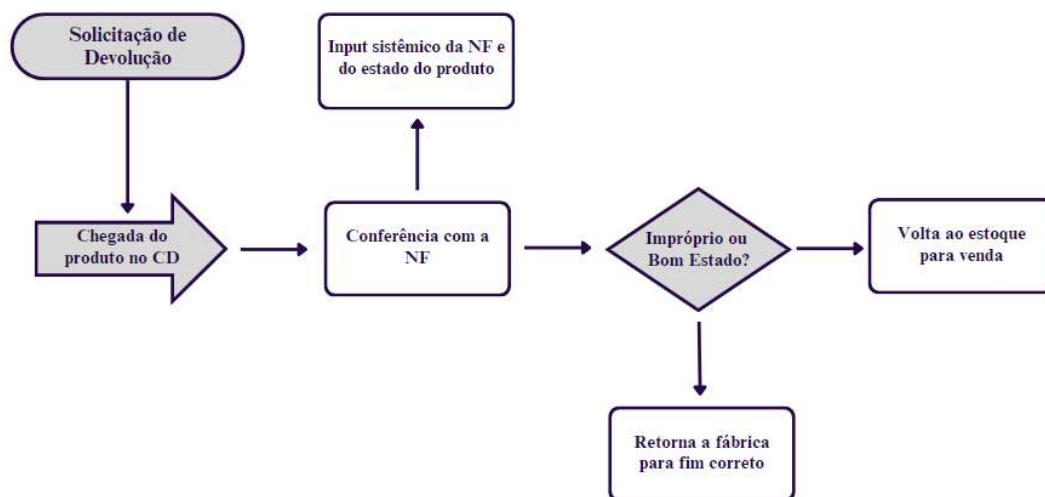 Solicitação de
Devolução
Input sistêmico da NF e
do estado do produto
Chegada do
produto no CD
Conferência com a
NF
Impróprio ou
Bom Estado?
Volta ao estoque
para venda
Retorna a fábrica
para fim correto